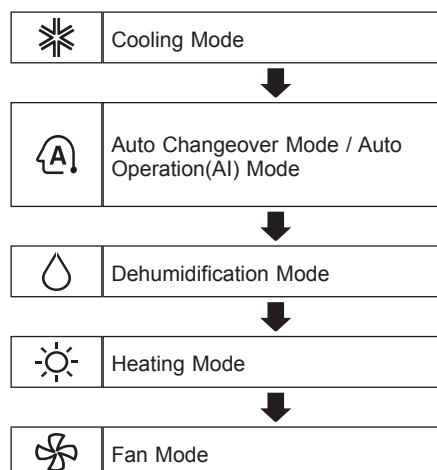 Cooling Mode
A
Auto Changeover Mode / Auto
Operation(AI) Mode
Dehumidification Mode
Heating Mode
Fan Mode